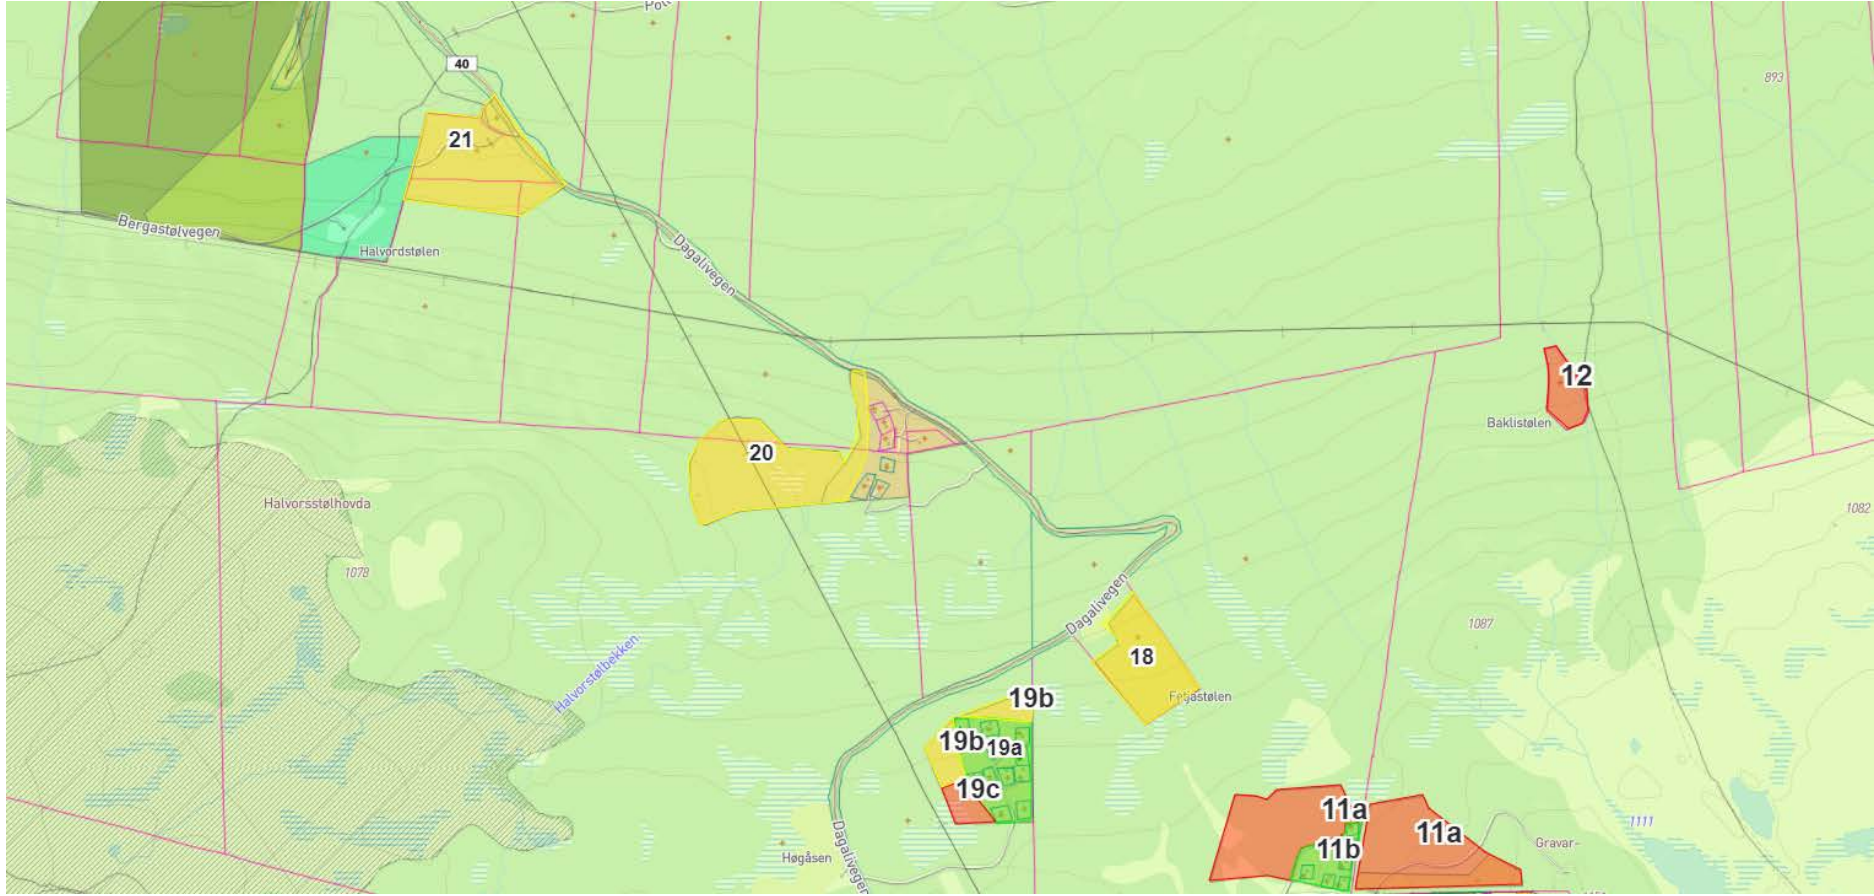 40
893
21
Bergastølvegen
Halvordstølen
Dagalivegen
12
Baklistølen
20
Halvorsstølhovda
1082
1078
Dagalivegen
1087
18
Halvorstølbekken
Fetjastølen
19b
19b
19a
19c
11a
11a
1111
11b
Gravar-
Høgåsen
Dagalivegen